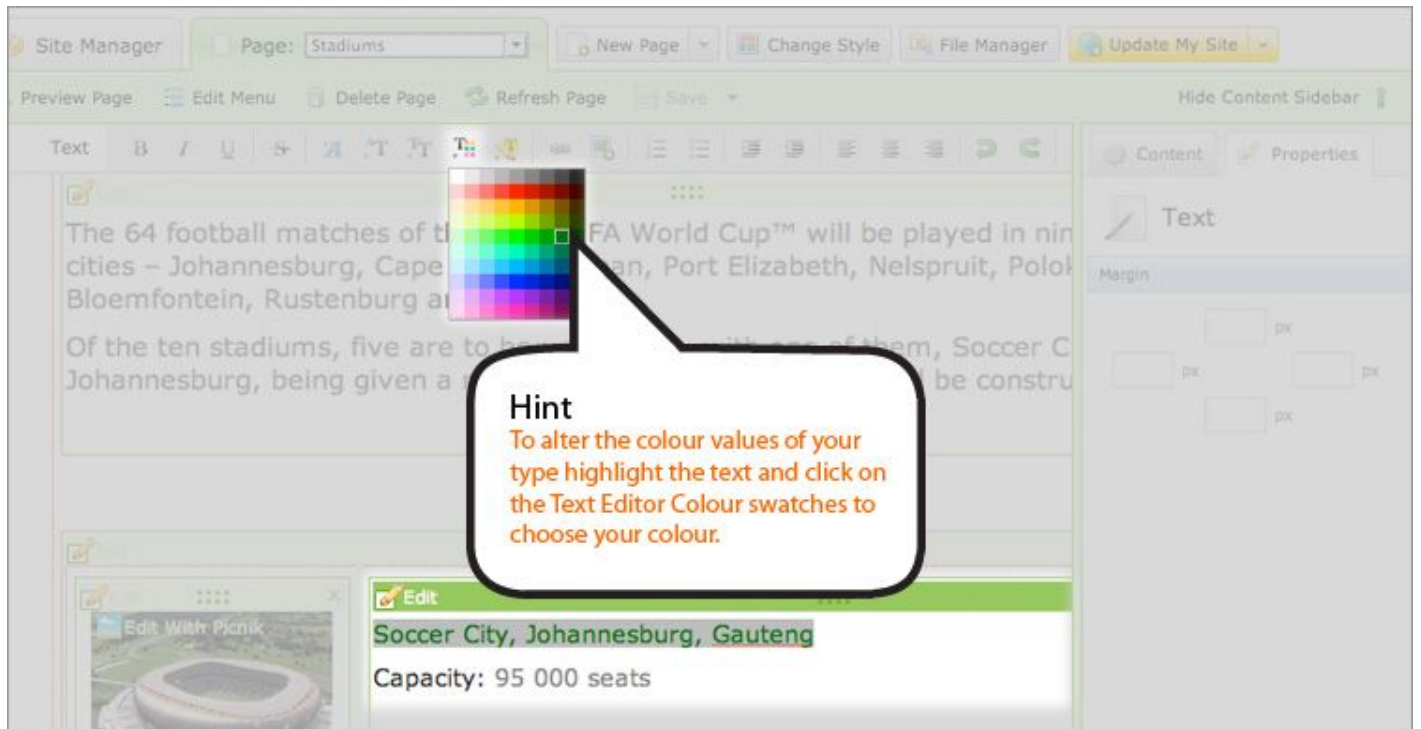 Site Manager
Page:
Stadiums
New Page
Change Style
File Manager
Update My Site
Preview Page
Edit Menu
Delete Page
Refresh Page
Save
Hide Content Sidebar
Text
B I U S
Content
Properties
Text
Margin
px
px
px
px
The 64 football matches of FA World Cup™ will be played in nin
cities – Johannesburg, Cape an, Port Elizabeth, Nelspruit, Polok
Bloemfontein, Rustenburg
Of the ten stadiums, five are to with one of them, Soccer C
Johannesburg, being given a be constru
Hint
To alter the colour values of your
type highlight the text and click on
the Text Editor Colour swatches to
choose your colour.
Edit With Picnik
Edit
Soccer City, Johannesburg, Gauteng
Capacity: 95 000 seats